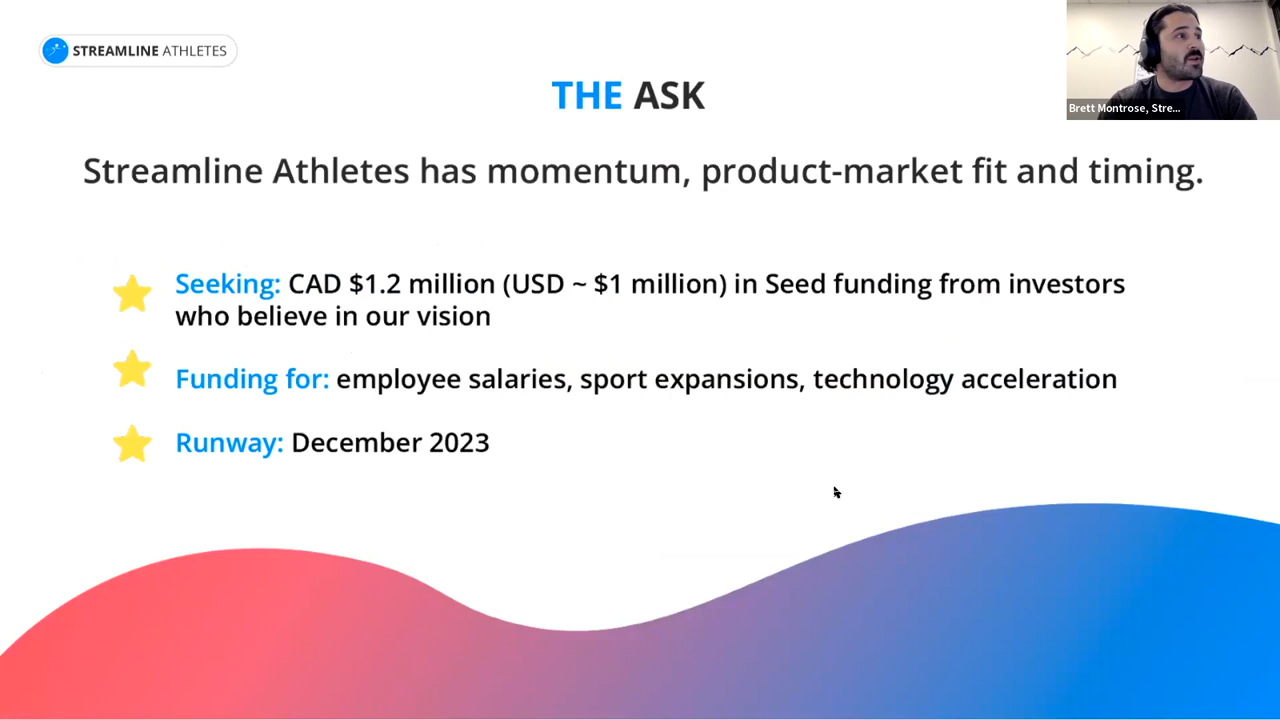 STREAMLINE ATHLETES
Brett Montrose, Stre...
THE ASK
Streamline Athletes has momentum, product-market fit and timing.
Seeking: CAD $1.2 million (USD ~ $1 million) in Seed funding from investors
who believe in our vision
Funding for: employee salaries, sport expansions, technology acceleration
Runway: December 2023